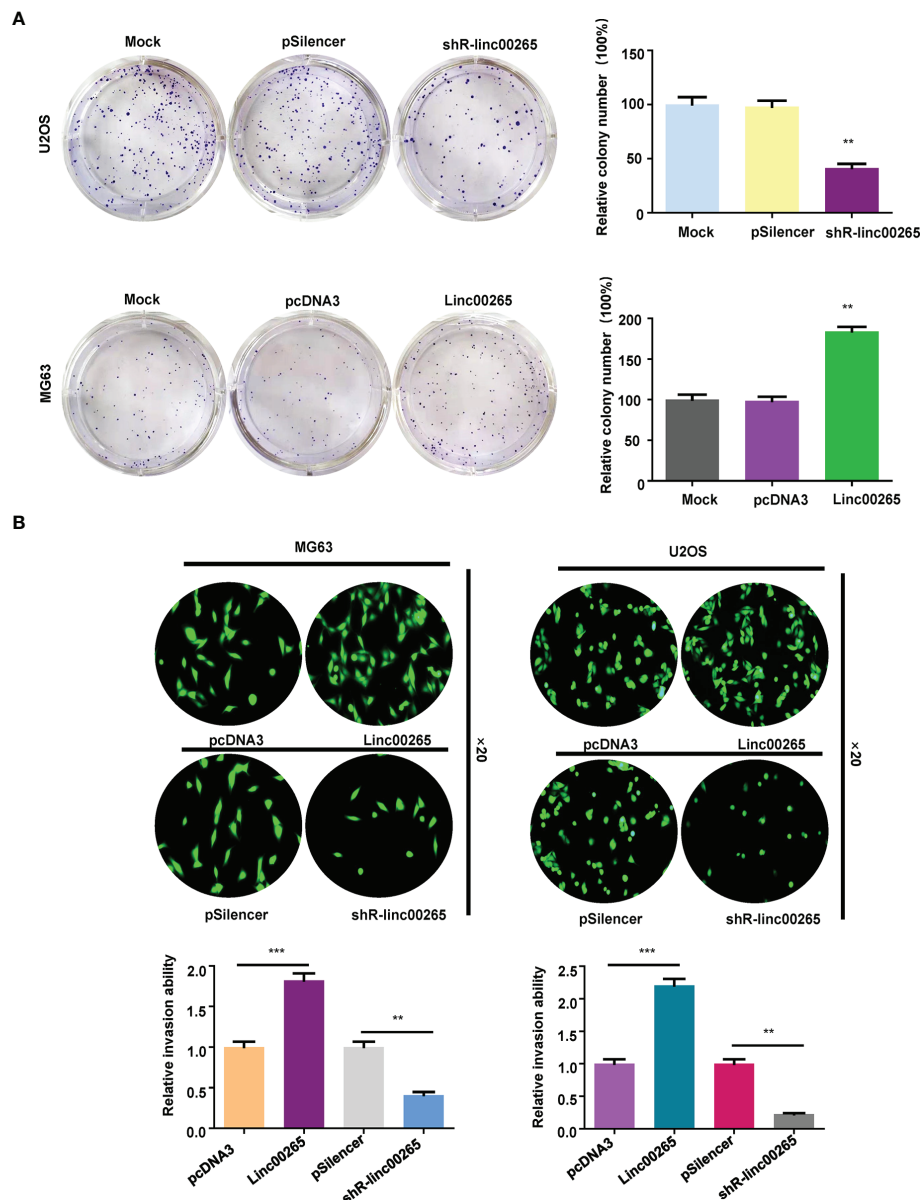 A
Mock pSilencer shR-linc00265
U2OS
Relative colony number (100%)
150
100
50
0
**
Mock pSilencer shR-linc00265
Mock pcDNA3 Linc00265
MG63
Relative colony number (100%)
200
150
100
50
0
**
Mock pcDNA3 Linc00265
B
MG63
pcDNA3 Linc00265
pSilencer shR-linc00265
×20
U2OS
pcDNA3 Linc00265
pSilencer shR-linc00265
×20
Relative invasion ability
2.0
1.5
1.0
0.5
0.0
***
**
pcDNA3 Linc00265 pSilencer shR-linc00265
Relative invasion ability
2.5
2.0
1.5
1.0
0.5
0.0
***
**
pcDNA3 Linc00265 pSilencer shR-linc00265